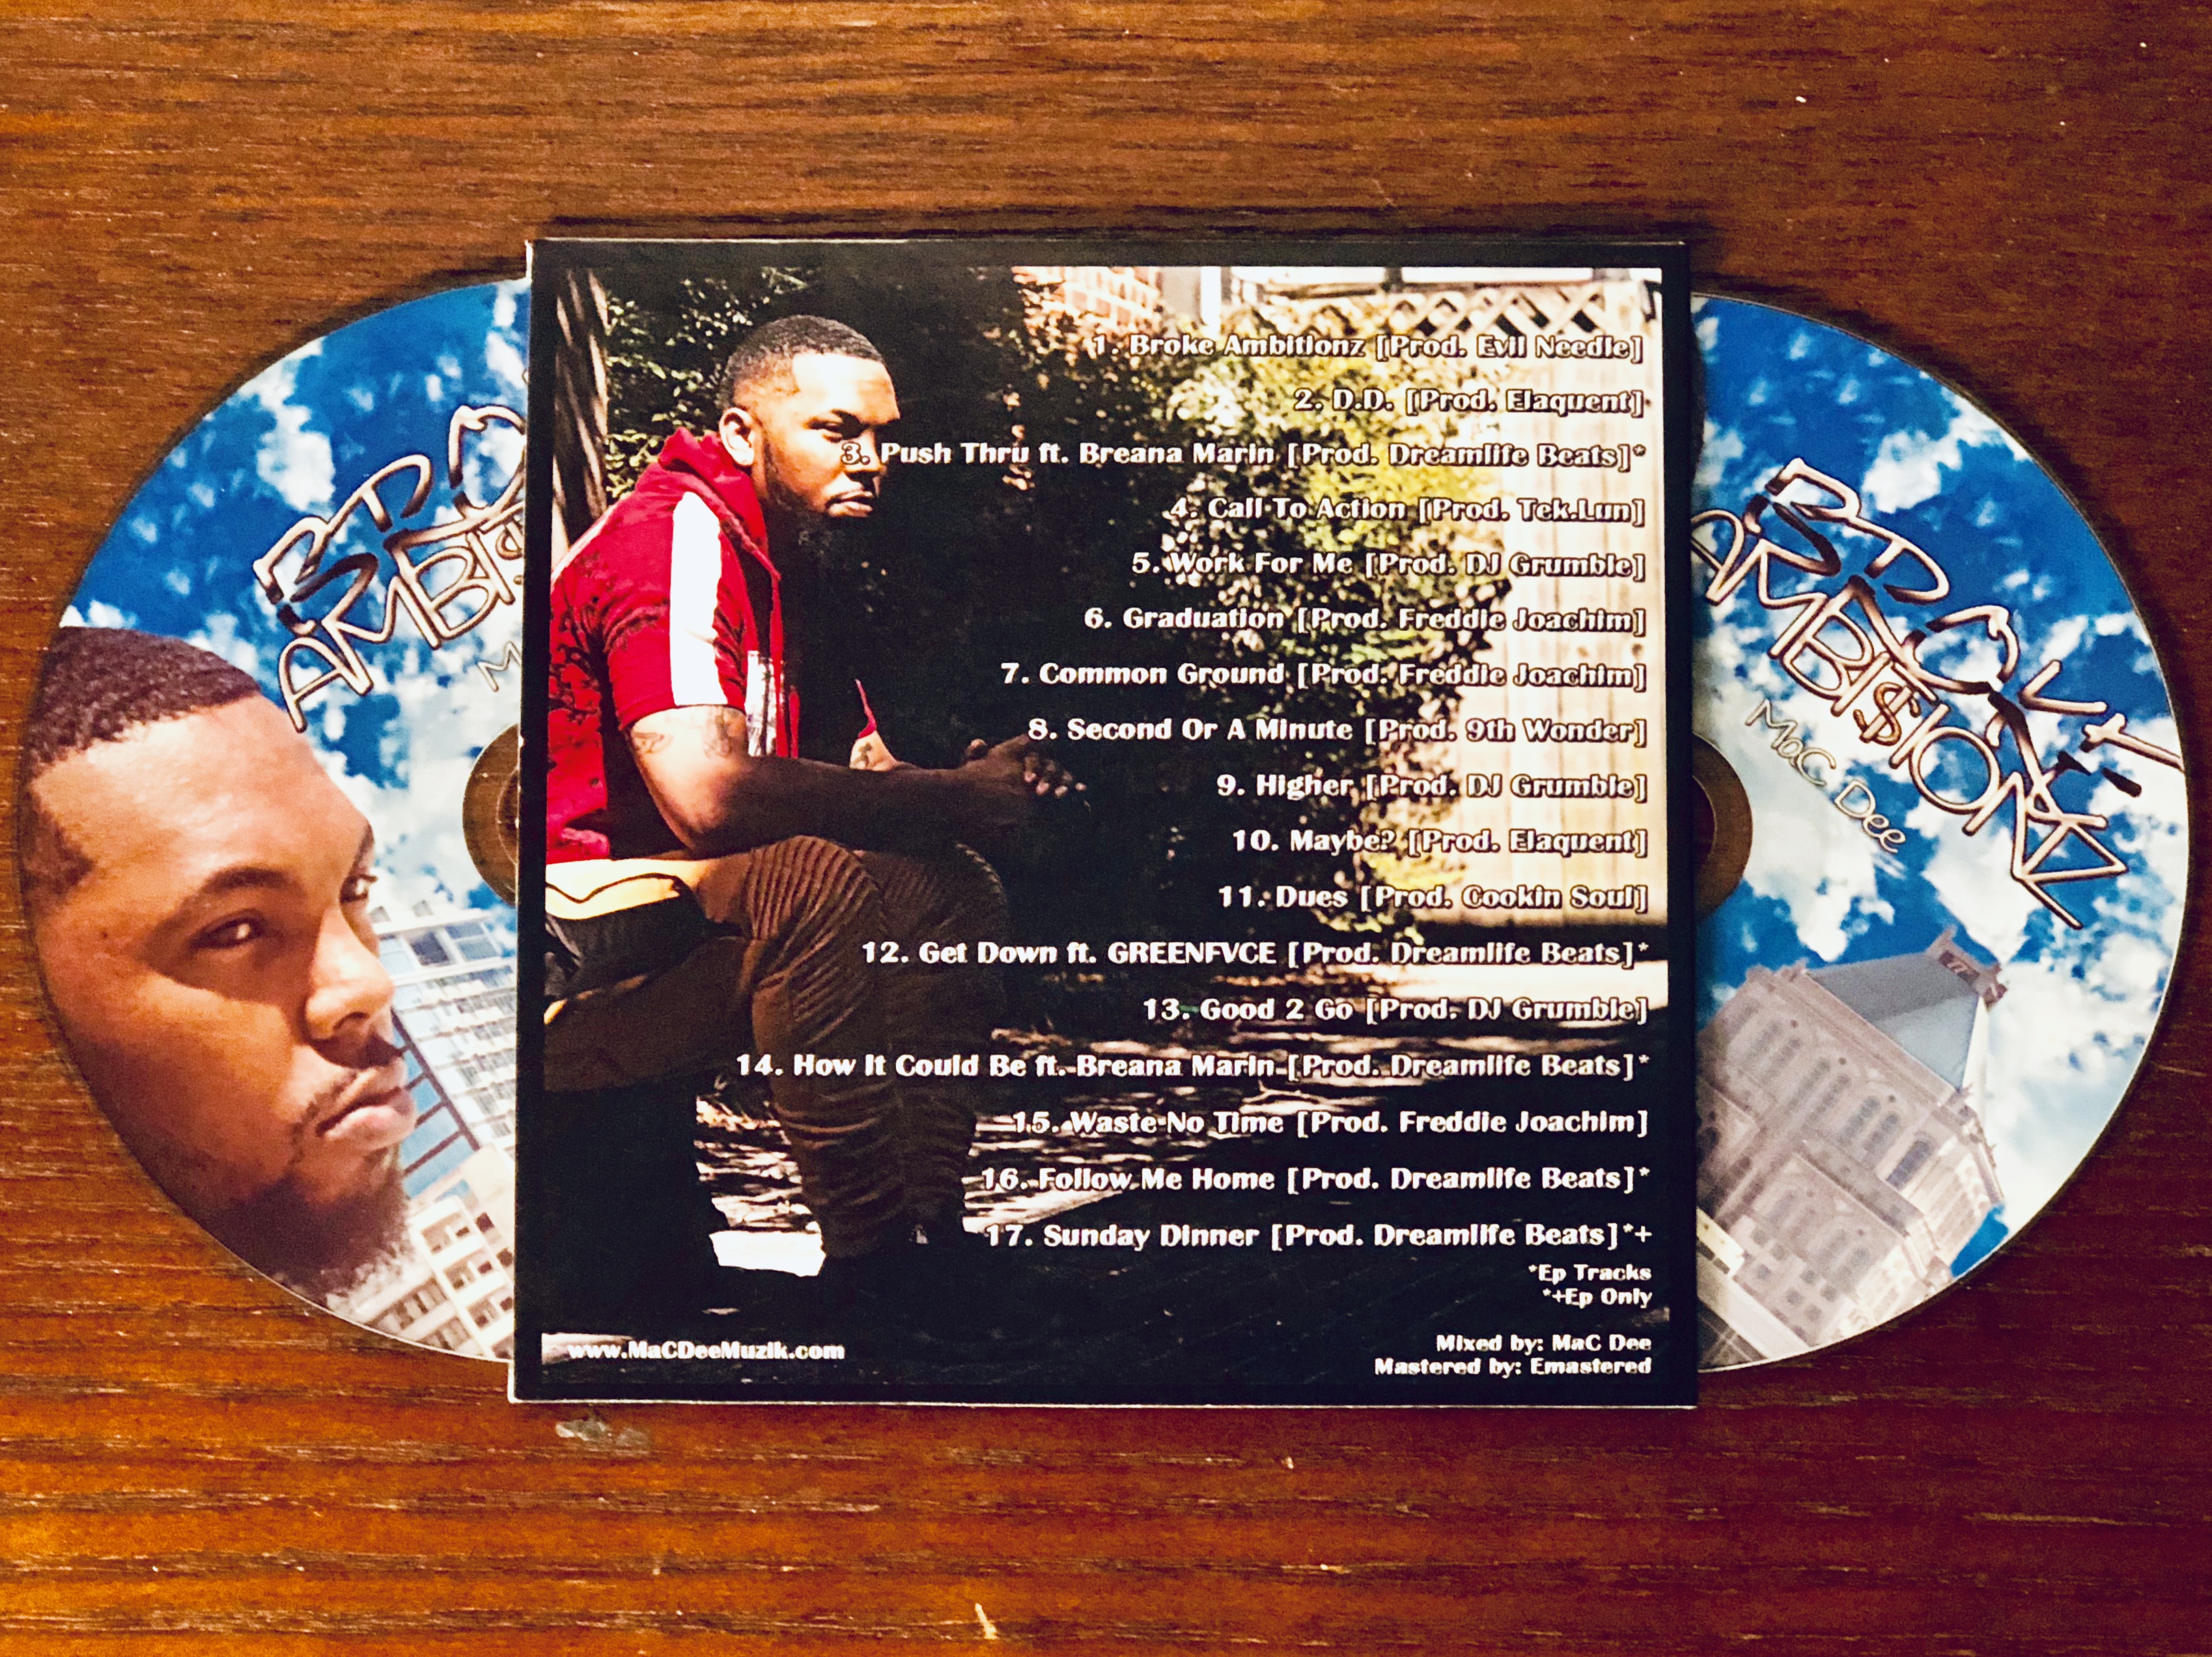 BROKE
AMBI$IONZ
MaC Dee
1. Broke Ambitionz [Prod. Evil Needle]
2. D.D. [Prod. Elaquent]
3. Push Thru ft. Breana Marin [Prod. Dreamlife Beats]*
4. Call To Action [Prod. Tek.Lun]
5. Work For Me [Prod. DJ Grumble]
6. Graduation [Prod. Freddie Joachim]
7. Common Ground [Prod. Freddie Joachim]
8. Second Or A Minute [Prod. 9th Wonder]
9. Higher [Prod. DJ Grumble]
10. Maybe? [Prod. Elaquent]
11. Dues [Prod. Cookin Soul]
12. Get Down ft. GREENFVCE [Prod. Dreamlife Beats]*
13. Good 2 Go [Prod. DJ Grumble]
14. How It Could Be ft. Breana Marin [Prod. Dreamlife Beats]*
15. Waste No Time [Prod. Freddie Joachim]
16. Follow Me Home [Prod. Dreamlife Beats]*
17. Sunday Dinner [Prod. Dreamlife Beats]*+
*Ep Tracks
*+Ep Only
www.MaCDeeMuzik.com
Mixed by: MaC Dee
Mastered by: Emastered